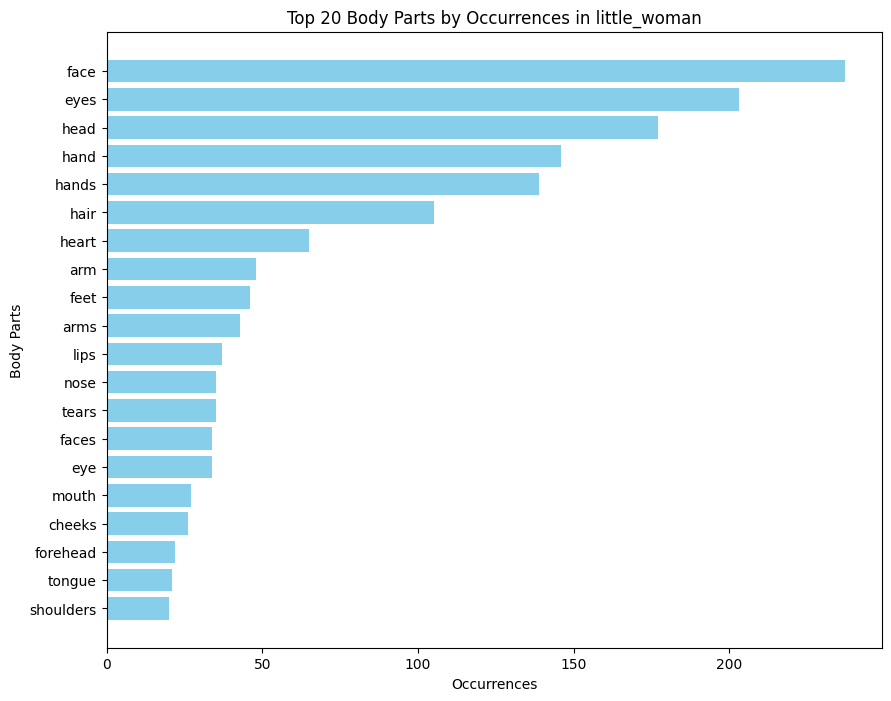 Top 20 Body Parts by Occurrences in little_woman
face
eyes
head
hand
hands
hair
heart
arm
feet
arms
lips
nose
tears
faces
eye
mouth
cheeks
forehead
tongue
shoulders
Body Parts
0 50 100 150 200
Occurrences